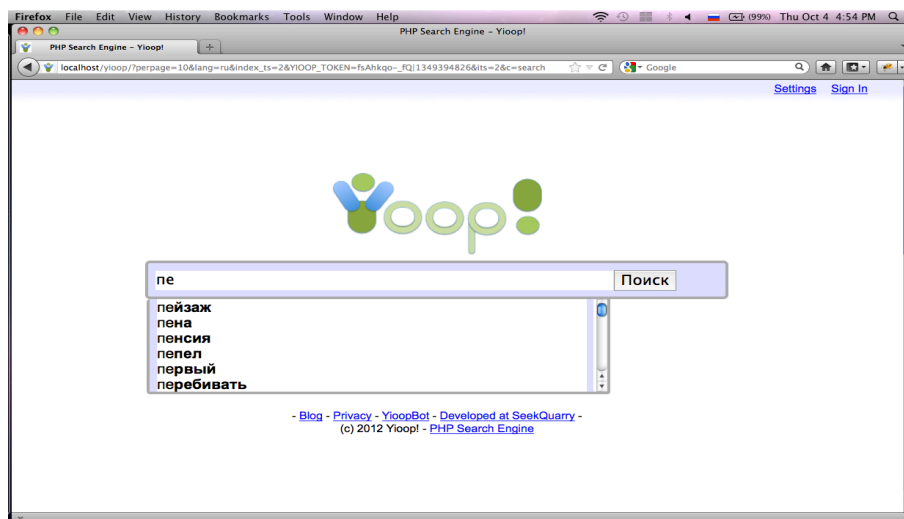 Firefox File Edit View History Bookmarks Tools Window Help (99%) Thu Oct 4 4:54 PM
PHP Search Engine – Yioop!
PHP Search Engine – Yioop!
localhost/yioop/?perpage=10&lang=ru&index_ts=2&YIOOP_TOKEN=fsAhkqo-_fQ|1349394826&its=2&c=search Google
Settings Sign In
Yioop!
пе Поиск
пейзаж
пена
пенсия
пепел
первый
перебивать
- Blog - Privacy - YioopBot - Developed at SeekQuarry -
(c) 2012 Yioop! - PHP Search Engine